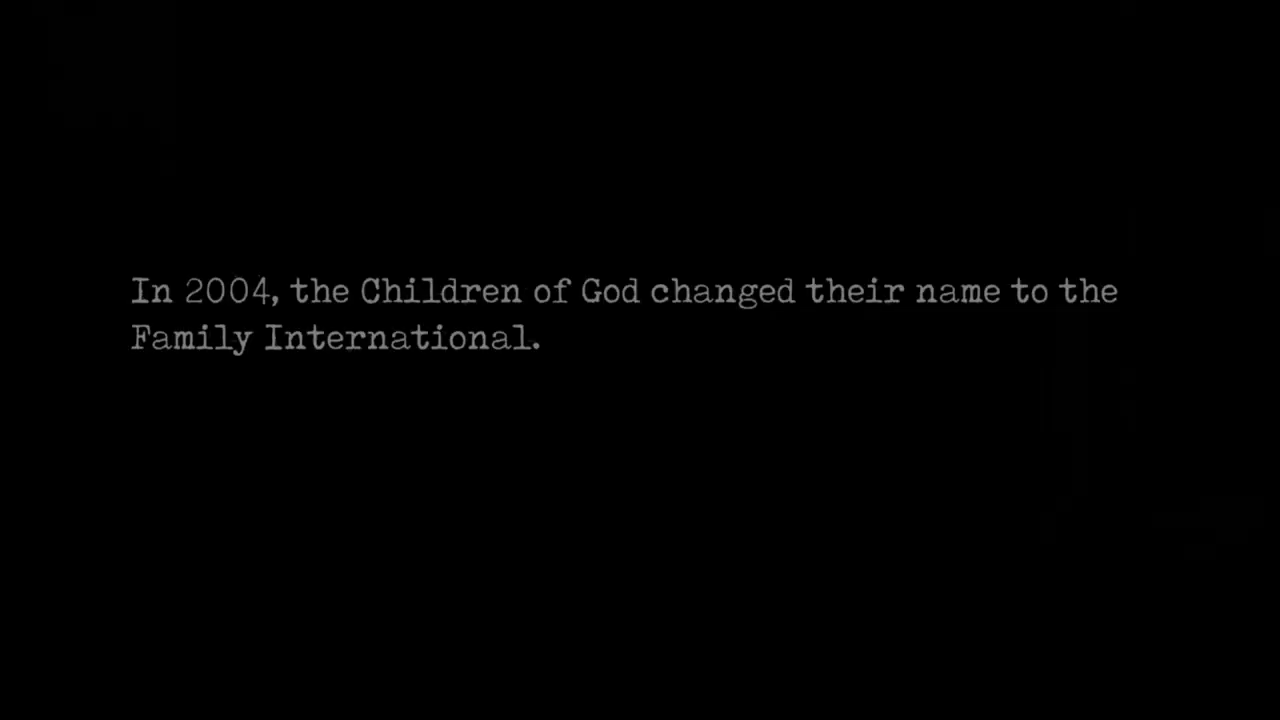 In 2004, the Children of God changed their name to the
Family International.